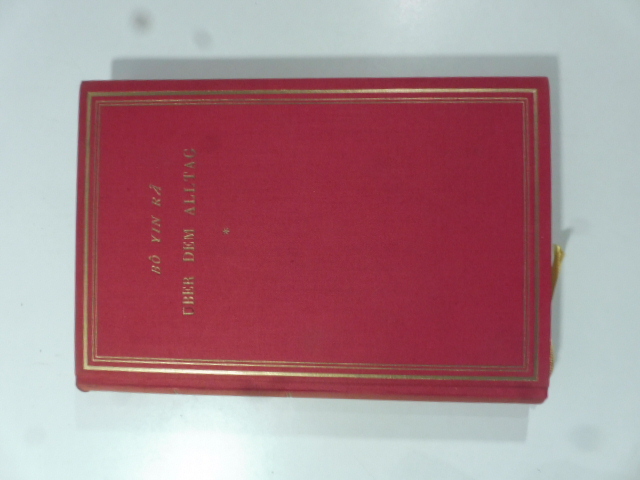 BÔ YIN RÂ
ÜBER DEM ALLTAG
*